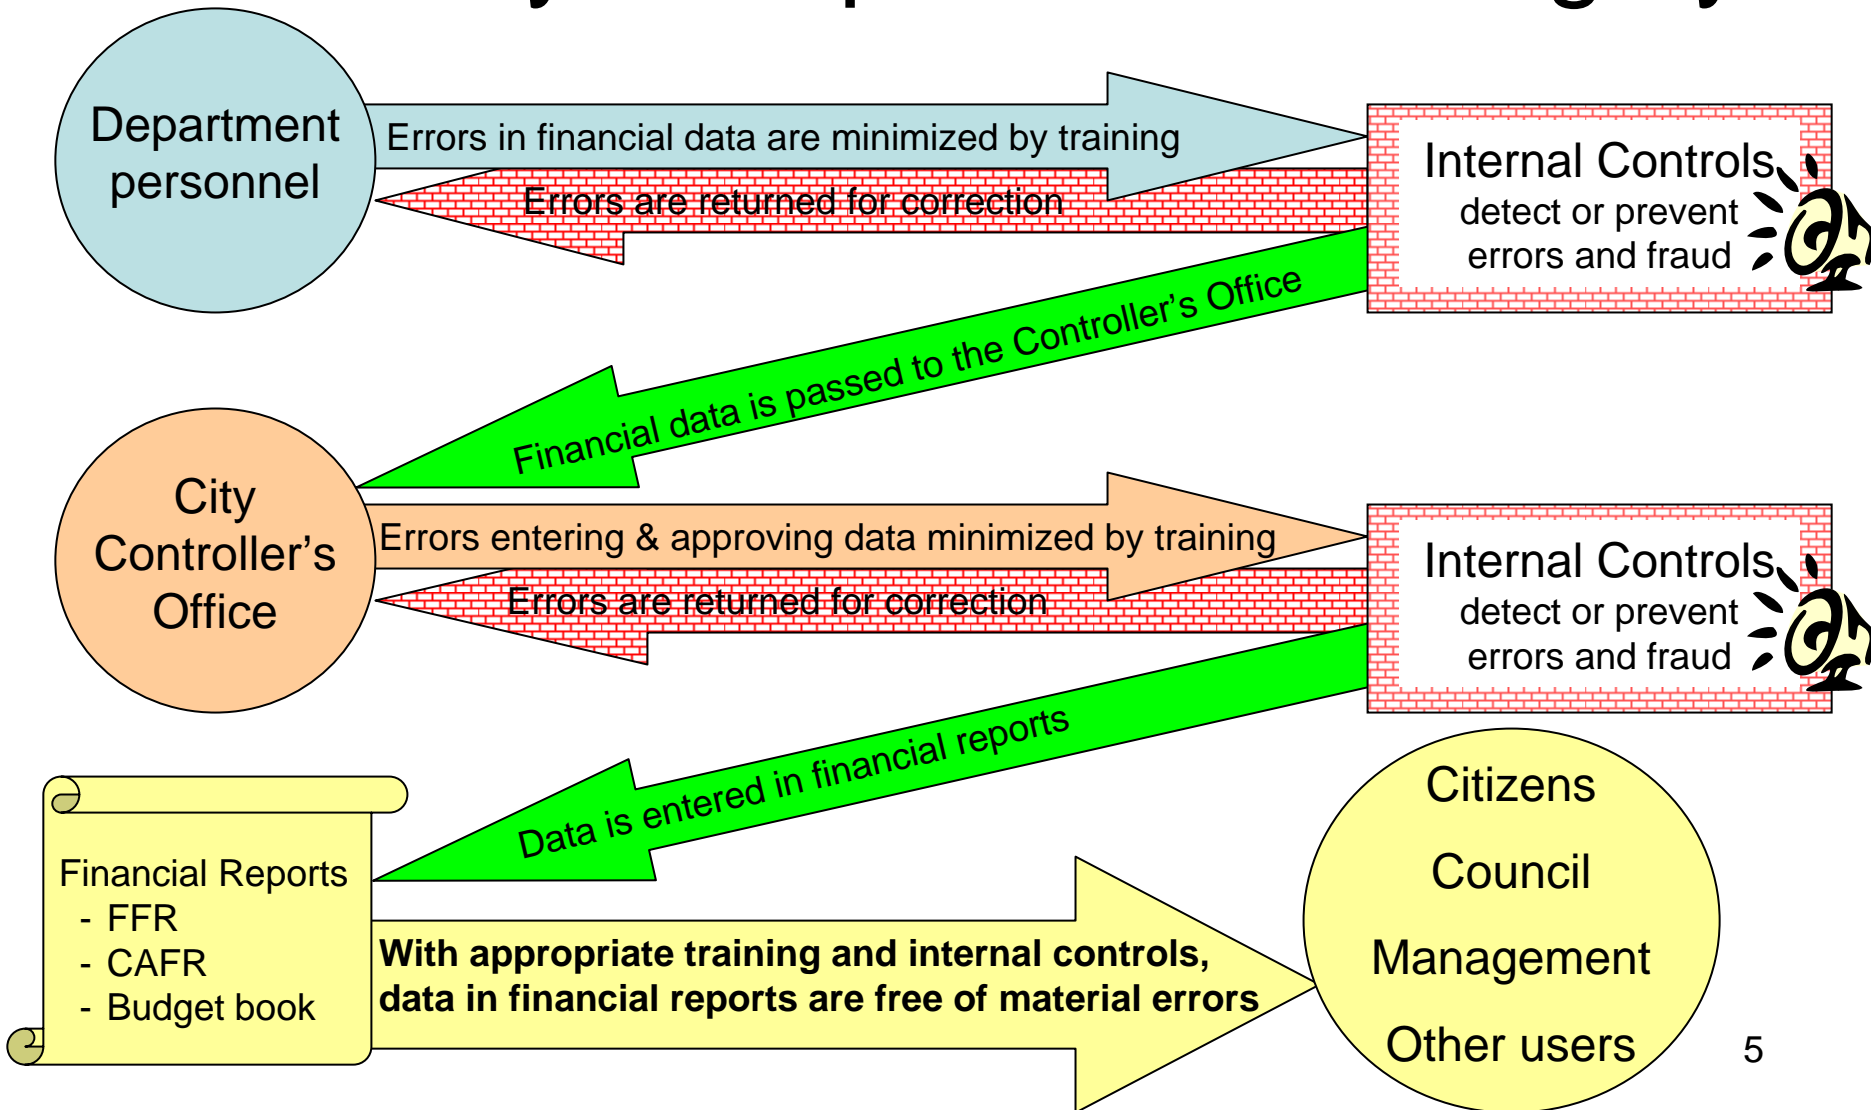 Department
personnel
Errors in financial data are minimized by training
Errors are returned for correction
Internal Controls
detect or prevent
errors and fraud
Financial data is passed to the Controller's Office
City
Controller's
Office
Errors entering & approving data minimized by training
Errors are returned for correction
Internal Controls
detect or prevent
errors and fraud
Data is entered in financial reports
Financial Reports
- FFR
- CAFR
- Budget book
With appropriate training and internal controls,
data in financial reports are free of material errors
Citizens
Council
Management
Other users
5